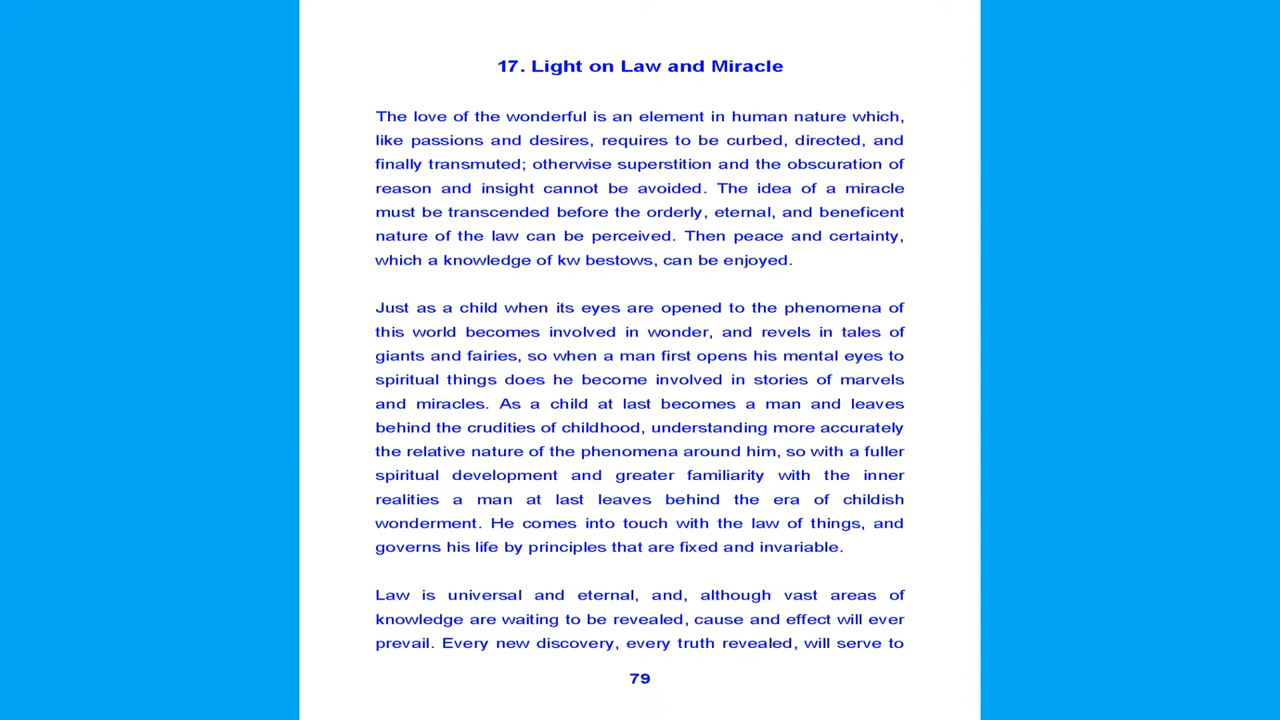 17. Light on Law and Miracle
The love of the wonderful is an element in human nature which,
like passions and desires, requires to be curbed, directed, and
finally transmuted; otherwise superstition and the obscuration of
reason and insight cannot be avoided. The idea of a miracle
must be transcended before the orderly, eternal, and beneficent
nature of the law can be perceived. Then peace and certainty,
which a knowledge of kw bestows, can be enjoyed.
Just as a child when its eyes are opened to the phenomena of
this world becomes involved in wonder, and revels in tales of
giants and fairies, so when a man first opens his mental eyes to
spiritual things does he become involved in stories of marvels
and miracles. As a child at last becomes a man and leaves
behind the crudities of childhood, understanding more accurately
the relative nature of the phenomena around him, so with a fuller
spiritual development and greater familiarity with the inner
realities a man at last leaves behind the era of childish
wonderment. He comes into touch with the law of things, and
governs his life by principles that are fixed and invariable.
Law is universal and eternal, and, although vast areas of
knowledge are waiting to be revealed, cause and effect will ever
prevail. Every new discovery, every truth revealed, will serve to
79